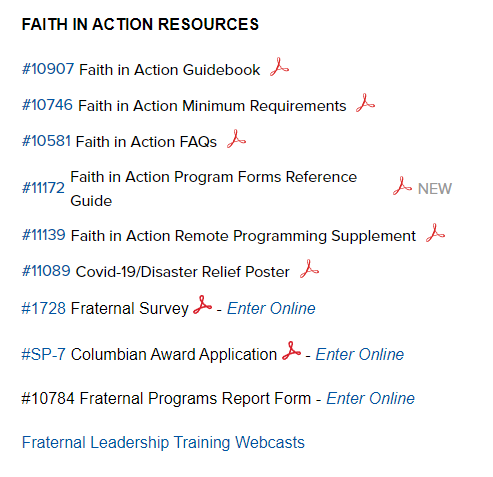 FAITH IN ACTION RESOURCES
#10907 Faith in Action Guidebook
#10746 Faith in Action Minimum Requirements
#10581 Faith in Action FAQs
#11172 Faith in Action Program Forms Reference
Guide NEW
#11139 Faith in Action Remote Programming Supplement
#11089 Covid-19/Disaster Relief Poster
#1728 Fraternal Survey - Enter Online
#SP-7 Columbian Award Application - Enter Online
#10784 Fraternal Programs Report Form - Enter Online
Fraternal Leadership Training Webcasts